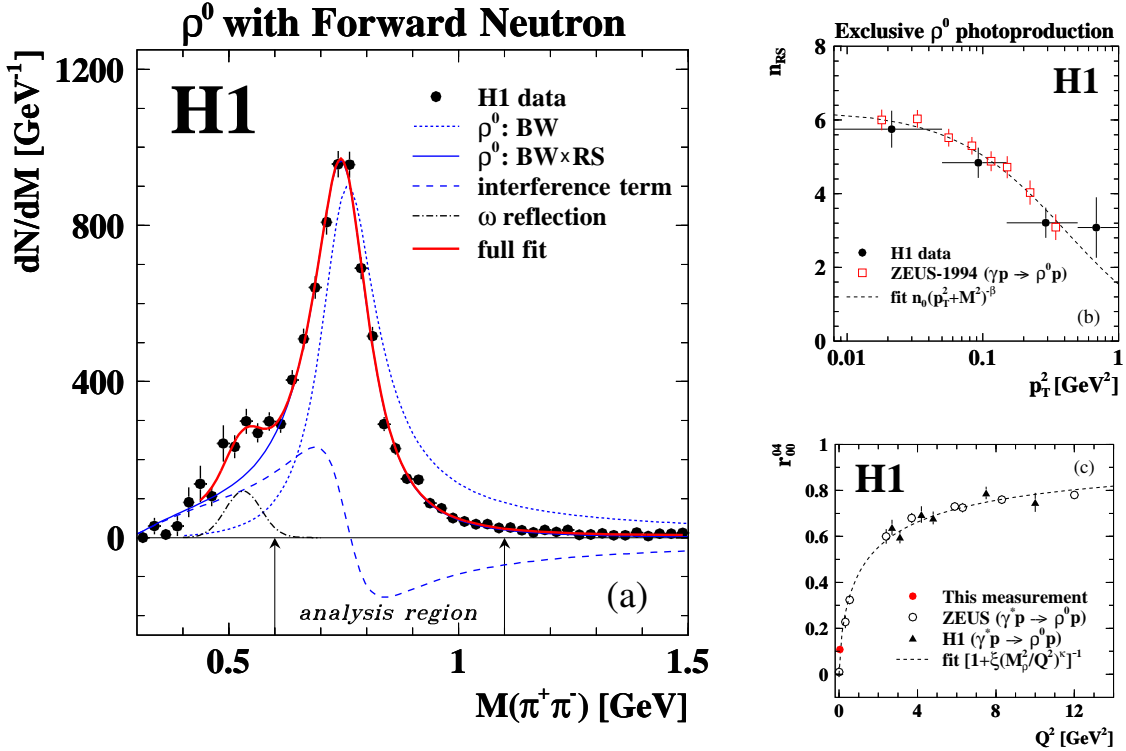 ρ⁰ with Forward Neutron
dN/dM [GeV⁻¹]
1200
800
400
0
H1
H1 data
ρ⁰: BW
ρ⁰: BW×RS
interference term
ω reflection
full fit
analysis region
(a)
0.5
1
1.5
M(π⁺π⁻) [GeV]
Exclusive ρ⁰ photoproduction
n_RS
8
6
4
2
0
H1
H1 data
ZEUS-1994 (γp → ρ⁰p)
fit n₀(p_T²+M²)^-β
(b)
0.01
0.1
1
p_T² [GeV²]
r₀₀⁰⁴
1
0.8
0.6
0.4
0.2
0
H1
(c)
This measurement
ZEUS (γ*p → ρ⁰p)
H1 (γ*p → ρ⁰p)
fit [1+ξ(M_ρ²/Q²)^κ]⁻¹
0
4
8
12
Q² [GeV²]